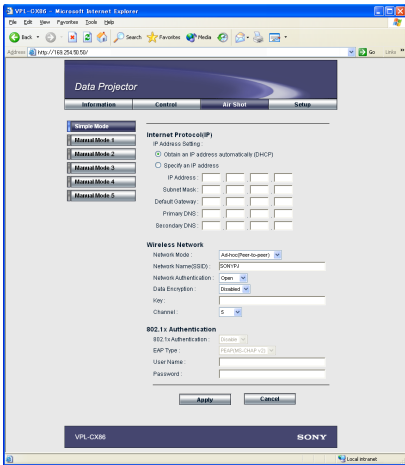 VPL-CX86 - Microsoft Internet Explorer
File Edit View Favorites Tools Help
Back Search Favorites Media
Address http://169.254.50.50/ Go Links »
Data Projector
Information Control Air Shot Setup
Simple Mode
Manual Mode 1
Manual Mode 2
Manual Mode 3
Manual Mode 4
Manual Mode 5
Internet Protocol(IP)
IP Address Setting:
Obtain an IP address automatically (DHCP)
Specify an IP address
IP Address :
Subnet Mask :
Default Gateway :
Primary DNS :
Secondary DNS :
Wireless Network
Network Mode : Ad-hoc(Peer-to-peer)
Network Name(SSID) : SONYPJ
Network Authentication : Open
Data Encryption : Disabled
Key :
Channel : 5
802.1x Authentication
802.1x Authentication : Disable
EAP Type : PEAP(MS-CHAP v2)
User Name :
Password :
Apply Cancel
VPL-CX86 SONY
Local intranet